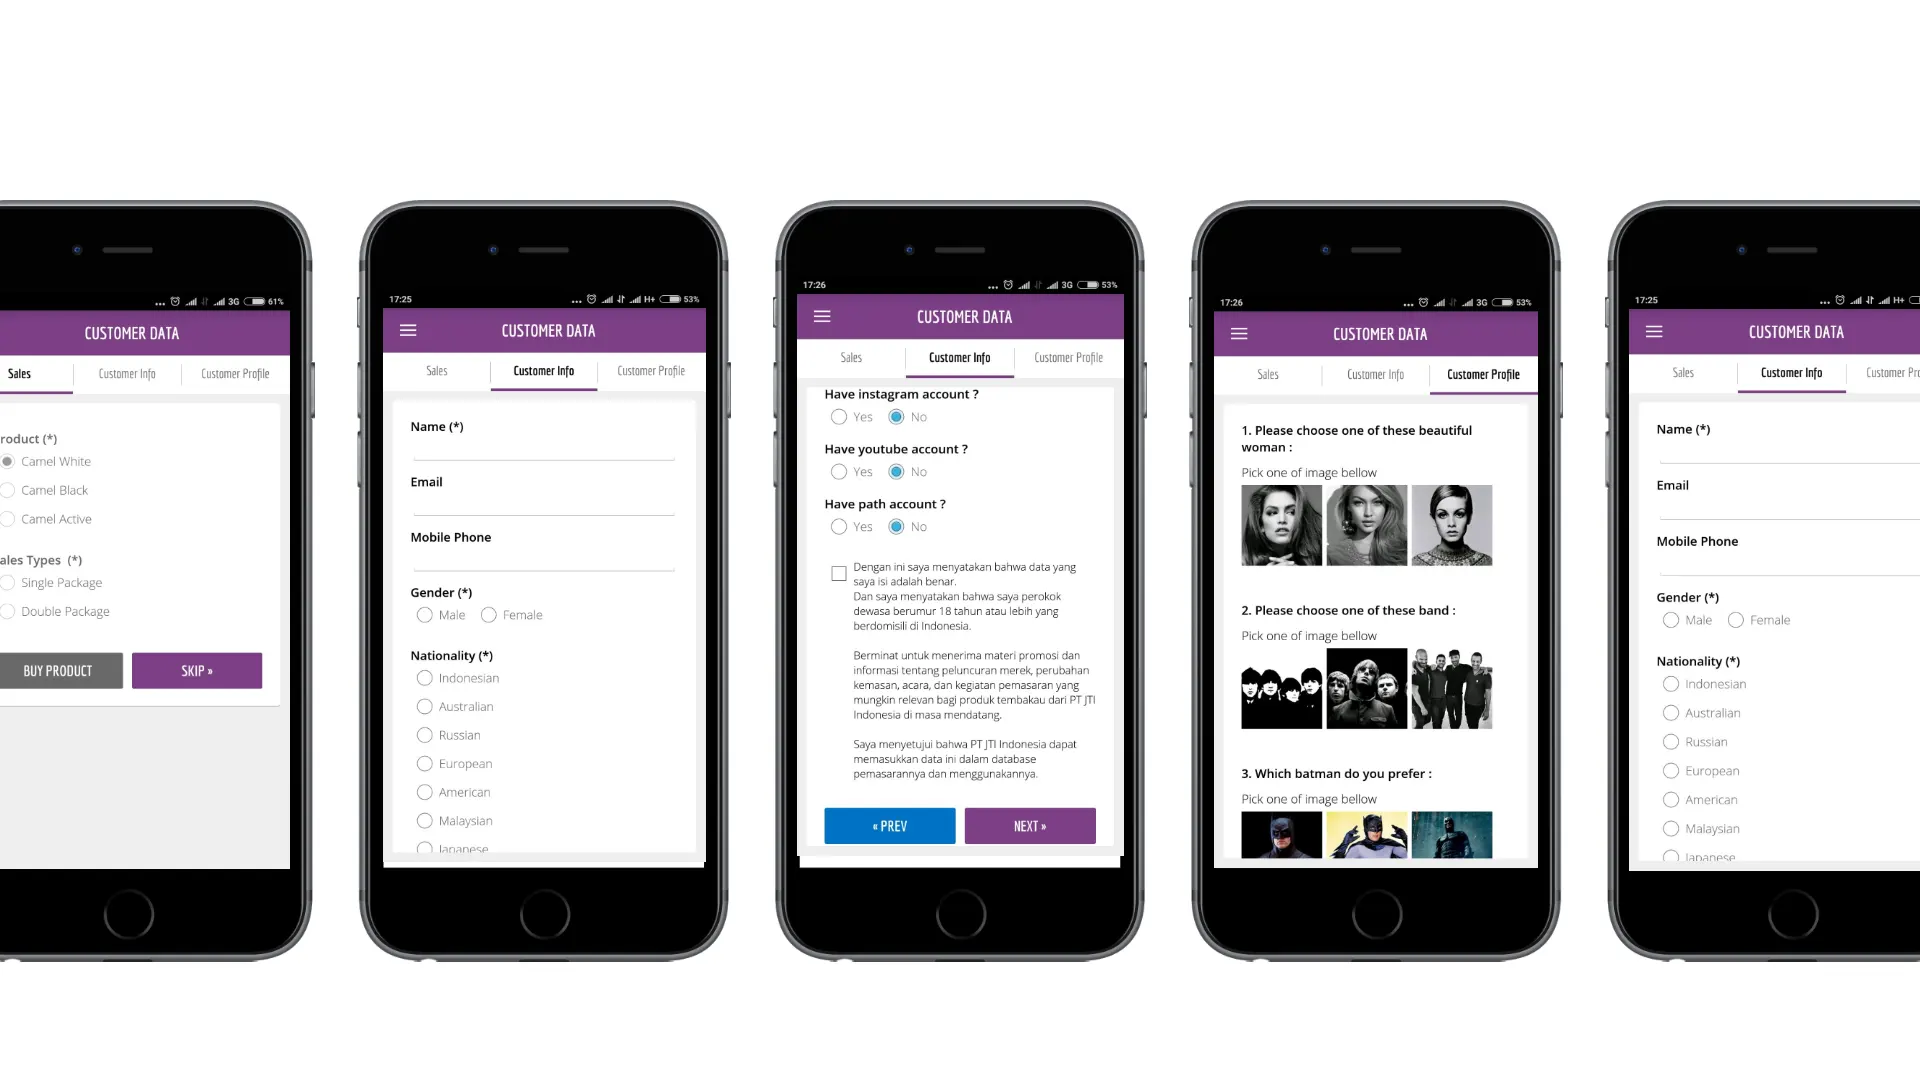 3G 61%
CUSTOMER DATA
Sales Customer Info Customer Profile
roduct (*)
Camel White
Camel Black
Camel Active
ales Types (*)
Single Package
Double Package
BUY PRODUCT SKIP »
17:25 H+ 53%
CUSTOMER DATA
Sales Customer Info Customer Profile
Name (*)
Email
Mobile Phone
Gender (*)
Male Female
Nationality (*)
Indonesian
Australian
Russian
European
American
Malaysian
Japanese
17:26 3G 53%
CUSTOMER DATA
Sales Customer Info Customer Profile
Have instagram account ?
Yes No
Have youtube account ?
Yes No
Have path account ?
Yes No
Dengan ini saya menyatakan bahwa data yang
saya isi adalah benar.
Dan saya menyatakan bahwa saya perokok
dewasa berumur 18 tahun atau lebih yang
berdomisili di Indonesia.
Berminat untuk menerima materi promosi dan
informasi tentang peluncuran merek, perubahan
kemasan, acara, dan kegiatan pemasaran yang
mungkin relevan bagi produk tembakau dari PT JTI
Indonesia di masa mendatang.
Saya menyetujui bahwa PT JTI Indonesia dapat
memasukkan data ini dalam database
pemasarannya dan menggunakannya.
« PREV NEXT »
17:26 3G 53%
CUSTOMER DATA
Sales Customer Info Customer Profile
1. Please choose one of these beautiful
woman :
Pick one of image bellow
2. Please choose one of these band :
Pick one of image bellow
3. Which batman do you prefer :
Pick one of image bellow
17:25 H+
CUSTOMER DATA
Sales Customer Info Customer Pro
Name (*)
Email
Mobile Phone
Gender (*)
Male Female
Nationality (*)
Indonesian
Australian
Russian
European
American
Malaysian
Japanese